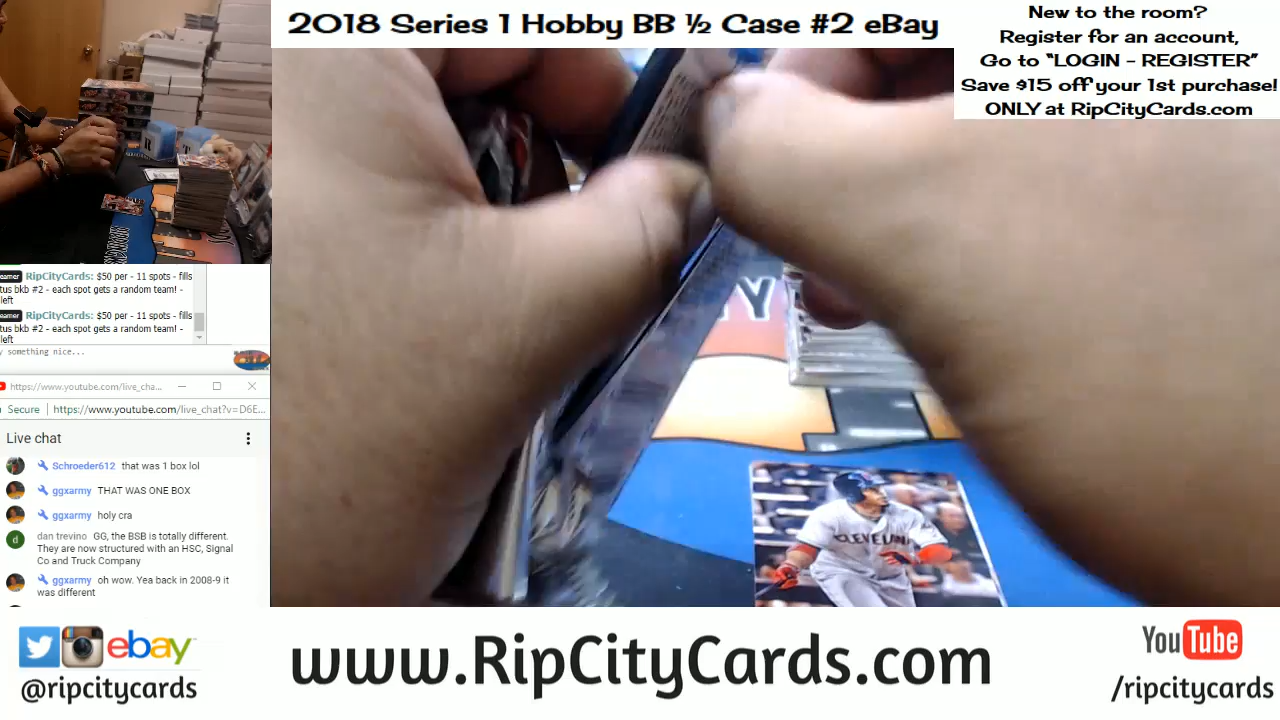 2018 Series 1 Hobby BB ½ Case #2 eBay
New to the room?
Register for an account,
Go to “LOGIN - REGISTER”
Save $15 off your 1st purchase!
ONLY at RipCityCards.com
RipCityCards: $50 per - 11 spots - fills
tus bkb #2 - each spot gets a random team! -
left
RipCityCards: $50 per - 11 spots - fills
tus bkb #2 - each spot gets a random team! -
left
something nice...
https://www.youtube.com/live_cha...
Secure https://www.youtube.com/live_chat?v=D6E...
Live chat
Schroeder612 that was 1 box lol
ggxarmy THAT WAS ONE BOX
ggxarmy holy cra
d dan trevino GG, the BSB is totally different.
They are now structured with an HSC, Signal
Co and Truck Company
ggxarmy oh wow. Yea back in 2008-9 it
was different
CLEVELAND
ebay
@ripcitycards
www.RipCityCards.com
YouTube
/ripcitycards